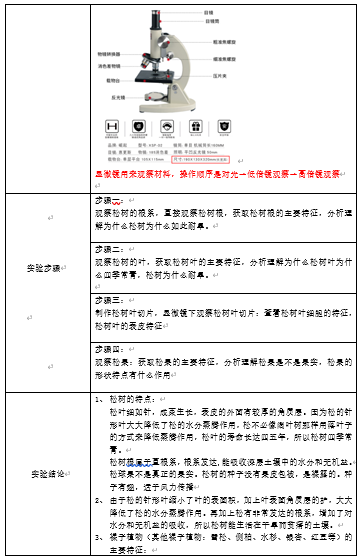 目镜
目镜筒
物镜转换器
粗准焦螺旋
消色差物镜
细准焦螺旋
载物台
压片夹
反光镜
显微镜用来观察材料，操作顺序是对光→低倍镜观察→高倍镜观察
步骤一：
观察松树的根系，直接观察松树树根，获取松树根的主要特征，分析理
解为什么松树为什么如此耐旱。
实验步骤
步骤二：
观察松树的叶，获取松树叶的主要特征，分析理解为什么松树叶为什
么四季常青，松树为什么耐旱。
步骤三：
制作松树叶切片，显微镜下观察松树叶切片：查看松树叶细胞的特征，
松树叶的表皮特征
步骤四：
观察松果：获取松果的主要特征，分析理解松果是不是果实，松果的
形状特点有什么作用
实验结论
1、 松树的特点：
松叶细如针，成束生长，表皮的外面有较厚的角质层。因为松的针
形叶大大降低了松的水分蒸腾作用，松不必像阔叶树那样用落叶子
的方式来降低蒸腾作用，松叶的寿命长达四五年，所以松树四季常
青。
松树根属于直根系，根系发达,能吸收深层土壤中的水分和无机盐。
松球果不是真正的果实。松树的种子没有果皮包被，是裸露的。种
子有翅，适于风力传播
2、 由于松的针形叶缩小了叶的表面积，加上叶表面角质层的护，大大
降低了松的水分蒸腾作用。再加上松有非常发达的根系，增加了对
水分和无机盐的吸收，所以松树能生活在干旱而贫瘠的土壤。
3、 裸子植物（其他裸子植物：雪松、侧柏、水杉、银杏、红豆等）的
主要特征：